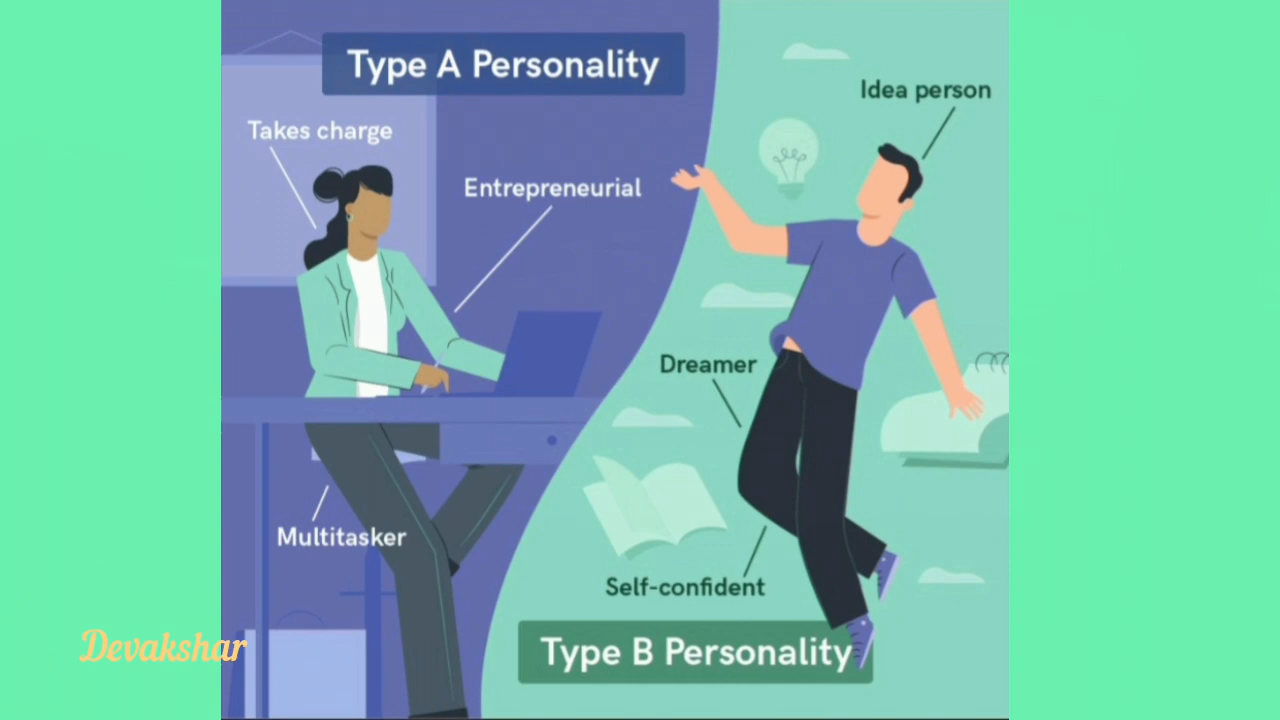 Type A Personality
Takes charge
Entrepreneurial
Multitasker
Idea person
Dreamer
Self-confident
Type B Personality
Devakshar